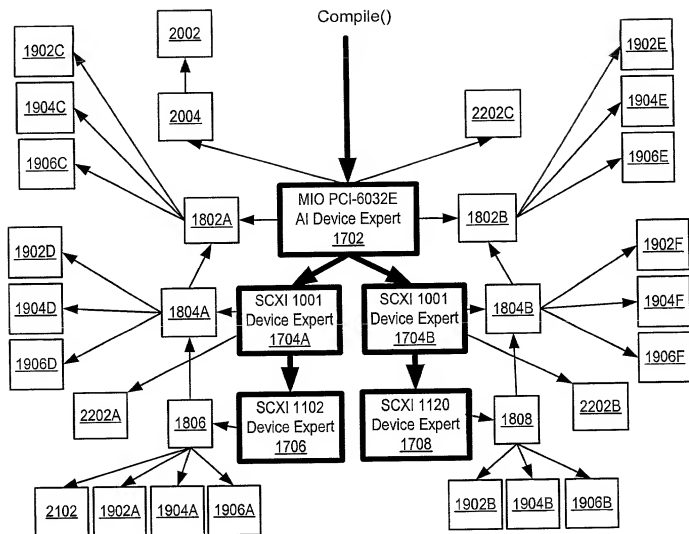 Compile()
2002
1902C
1902E
1904C
2004
2202C
1904E
1906C
1906E
MIO PCI-6032E
AI Device Expert
1702
1802A
1802B
1902D
1902F
SCXI 1001
Device Expert
1704A
SCXI 1001
Device Expert
1704B
1904D
1804A
1804B
1904F
1906D
1906F
2202A
1806
SCXI 1102
Device Expert
1706
SCXI 1120
Device Expert
1708
1808
2202B
2102
1902A
1904A
1906A
1902B
1904B
1906B